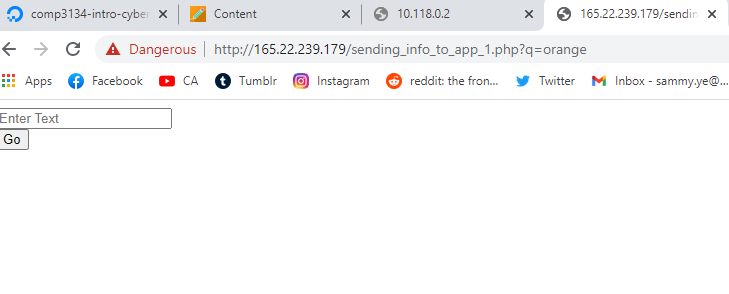 comp3134-intro-cyber
Content
10.118.0.2
165.22.239.179/sending
Dangerous
http://165.22.239.179/sending_info_to_app_1.php?q=orange
Apps
Facebook
CA
Tumblr
Instagram
reddit: the fron...
Twitter
Inbox - sammy.ye@...
Enter Text
Go